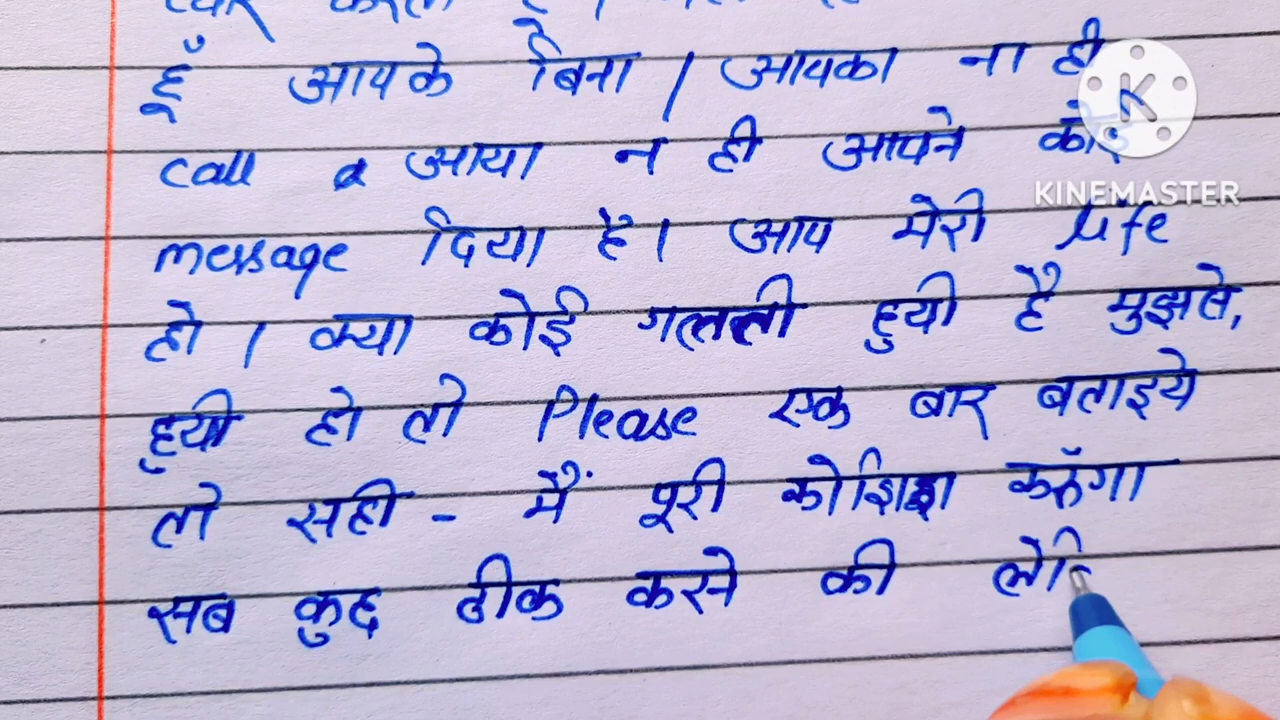 हूँ आपके बिना । आपका ना ही
call आया न ही आपने कोई
message दिया है । आप मेरी life
हो । क्या कोई गलती हुयी है मुझसे,
हुयी हो तो Please एक बार बताइये
तो सही - मैं पूरी कोशिश करुँगा
सब कुछ ठीक करने की
KINEMASTER